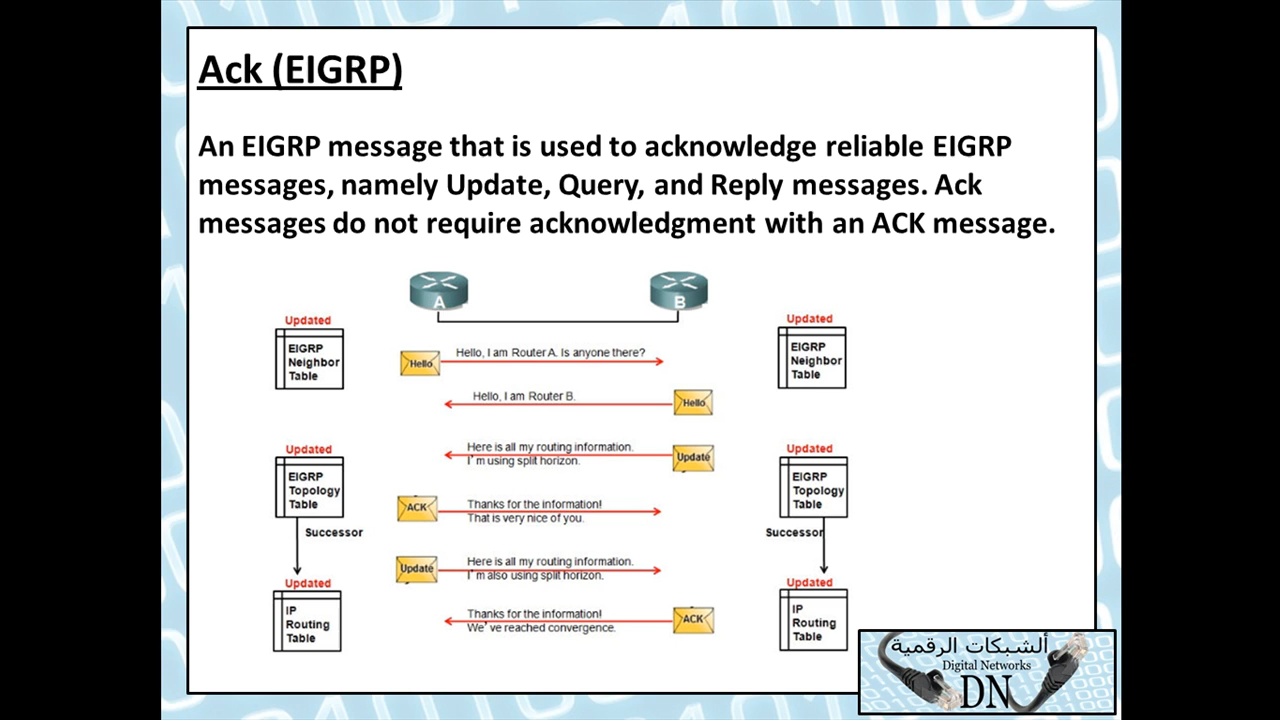 Ack (EIGRP)
An EIGRP message that is used to acknowledge reliable EIGRP
messages, namely Update, Query, and Reply messages. Ack
messages do not require acknowledgment with an ACK message.
A
B
Updated
EIGRP
Neighbor
Table
Hello
Hello, I am Router A. Is anyone there?
Updated
EIGRP
Neighbor
Table
Hello, I am Router B.
Hello
Updated
EIGRP
Topology
Table
Here is all my routing information.
I'm using split horizon.
Update
Updated
EIGRP
Topology
Table
ACK
Thanks for the information!
That is very nice of you.
Successor
Successor
Update
Here is all my routing information.
I'm also using split horizon.
Updated
IP
Routing
Table
Thanks for the information!
We've reached convergence.
ACK
Updated
IP
Routing
Table
ألشبكات الرقمية
Digital Networks
DN